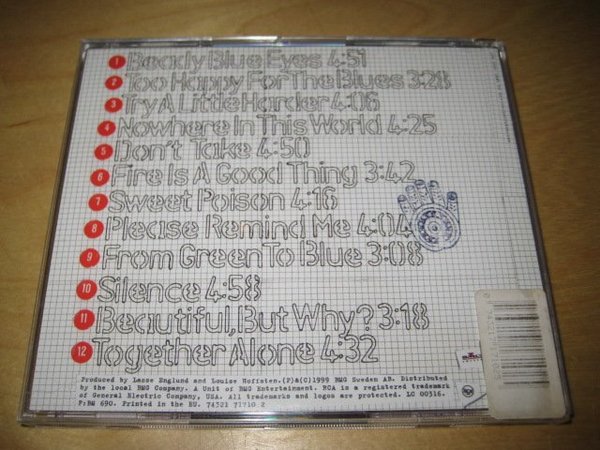 1 Beady Blue Eyes 4:51
2 Too Happy For The Blues 3:28
3 Try A Little Harder 4:06
4 Nowhere In This World 4:25
5 Don't Take 4:50
6 Fire Is A Good Thing 3:42
7 Sweet Poison 4:16
8 Please Remind Me 4:04
9 From Green To Blue 3:08
10 Silence 4:58
11 Beautiful, But Why? 3:18
12 Together Alone 4:32
Produced by Lasse Englund and Louise Hoffsten.(P)&(C)1999 BMG Sweden AB. Distributed
by the local BMG Company. A Unit of BMG Entertainment. RCA is a registered trademark
of General Electric Company, USA. All trademarks and logos are protected. LC 00316.
F:BM 690. Printed in the EU. 74321 71710 2